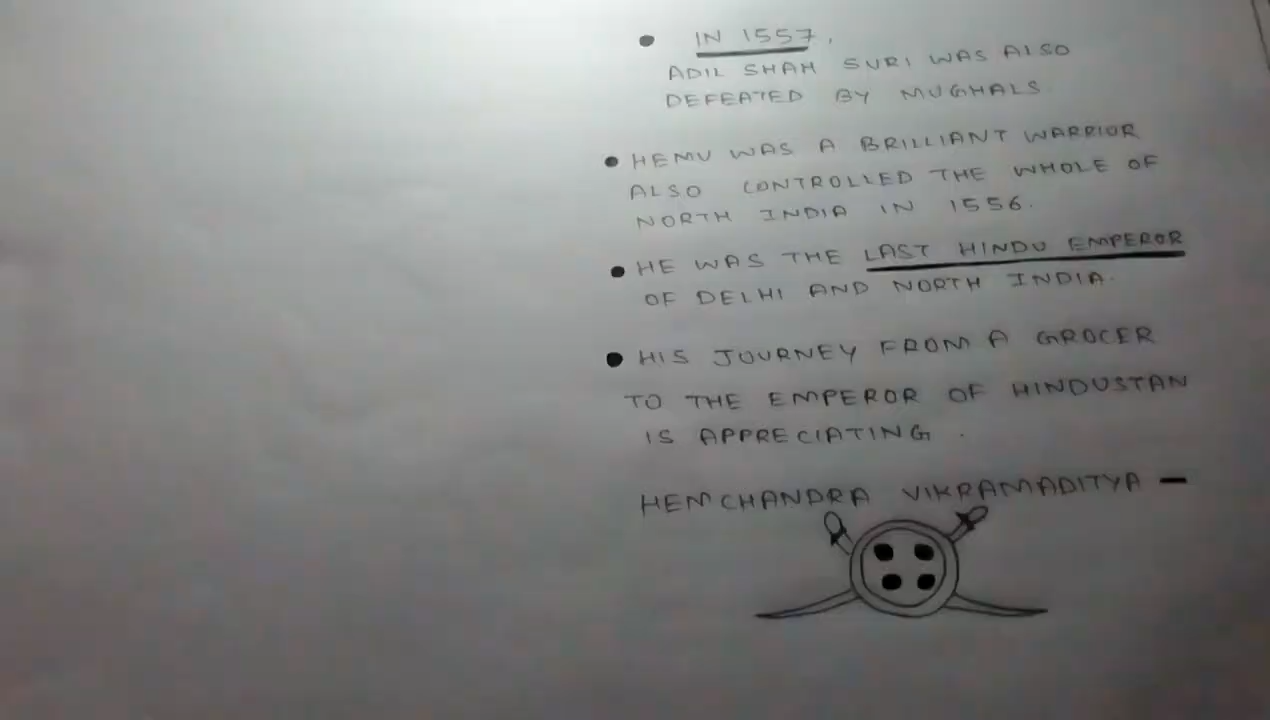 • IN 1557,
ADIL SHAH SURI WAS ALSO
DEFEATED BY MUGHALS
• HEMU WAS A BRILLIANT WARRIOR
ALSO CONTROLLED THE WHOLE OF
NORTH INDIA IN 1556.
• HE WAS THE LAST HINDU EMPEROR
OF DELHI AND NORTH INDIA.
• HIS JOURNEY FROM A GROCER
TO THE EMPEROR OF HINDUSTAN
IS APPRECIATING .
HEMCHANDRA VIKRAMADITYA -